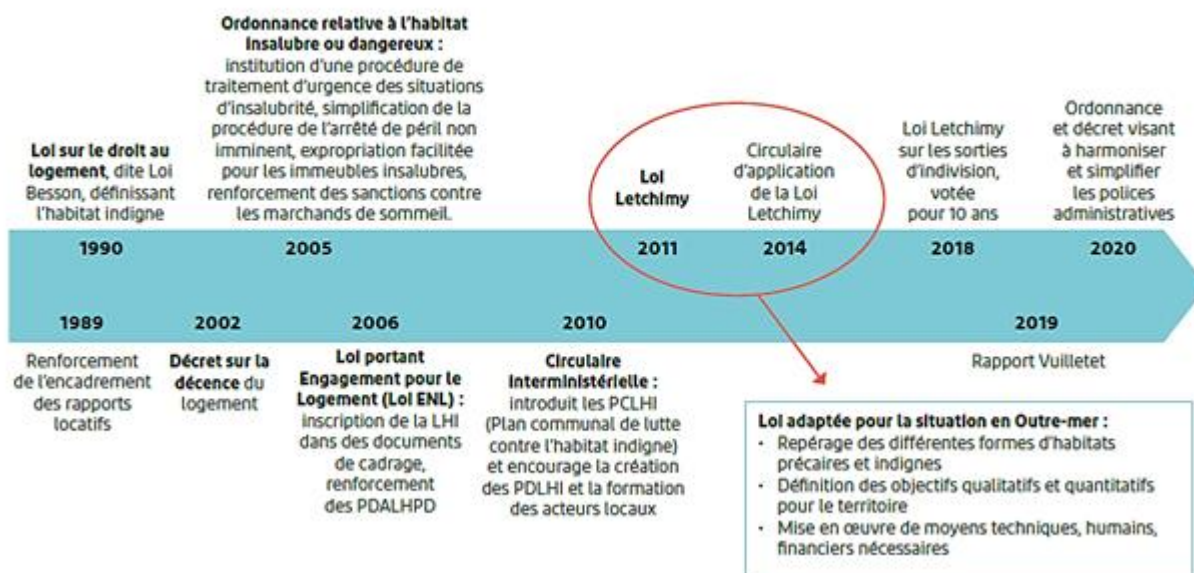 Ordonnance relative à l'habitat
Insalubre ou dangereux :
institution d'une procédure de
traitement d'urgence des situations
d'insalubrité, simplification de la
procédure de l'arrêté de péril non
imminent, expropriation facilitée
pour les immeubles insalubres,
renforcement des sanctions contre
les marchands de sommeil.
Loi sur le droit au
logement, dite Loi
Besson, définissant
l'habitat indigne
Loi
Letchimy
Circulaire
d'application
de la Loi
Letchimy
Loi Letchimy
sur les sorties
d'indivision,
votée
pour 10 ans
Ordonnance
et décret visant
à harmoniser
et simplifier
les polices
administratives
1990
2005
2011
2014
2018
2020
1989
2002
2006
2010
2019
Renforcement
de l'encadrement
des rapports
locatifs
Décret sur la
décence du
logement
Loi portant
Engagement pour le
Logement (Loi ENL) :
inscription de la LHI
dans des documents
de cadrage,
renforcement
des PDALHPD
Circulaire
Interministérielle :
introduit les PCLHI
(Plan communal de lutte
contre l'habitat indigne)
et encourage la création
des PDLHI et la formation
des acteurs locaux
Rapport Vuilletet
Loi adaptée pour la situation en Outre-mer :
• Repérage des différentes formes d'habitats
précaires et indignes
• Définition des objectifs qualitatifs et quantitatifs
pour le territoire
• Mise en œuvre de moyens techniques, humains,
financiers nécessaires